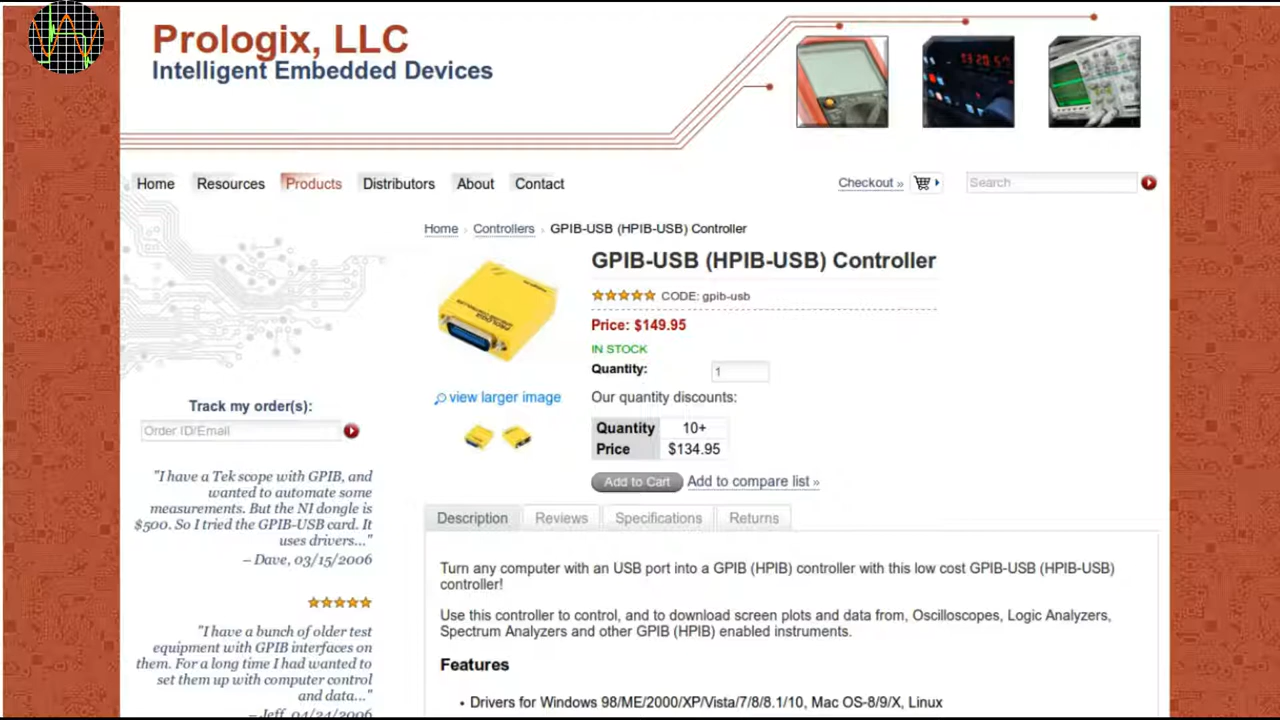 Prologix, LLC
Intelligent Embedded Devices
Home Resources Products Distributors About Contact
Checkout » Search
Home › Controllers › GPIB-USB (HPIB-USB) Controller
GPIB-USB (HPIB-USB) Controller
CODE: gpib-usb
Price: $149.95
IN STOCK
Quantity: 1
view larger image
Our quantity discounts:
Quantity 10+
Price $134.95
Add to Cart Add to compare list »
Track my order(s):
Order ID/Email
"I have a Tek scope with GPIB, and
wanted to automate some
measurements. But the NI dongle is
$500. So I tried the GPIB-USB card. It
uses drivers..."
– Dave, 03/15/2006
"I have a bunch of older test
equipment with GPIB interfaces on
them. For a long time I had wanted to
set them up with computer control
and data..."
– Jeff, 04/24/2006
Description Reviews Specifications Returns
Turn any computer with an USB port into a GPIB (HPIB) controller with this low cost GPIB-USB (HPIB-USB)
controller!
Use this controller to control, and to download screen plots and data from, Oscilloscopes, Logic Analyzers,
Spectrum Analyzers and other GPIB (HPIB) enabled instruments.
Features
• Drivers for Windows 98/ME/2000/XP/Vista/7/8/8.1/10, Mac OS-8/9/X, Linux